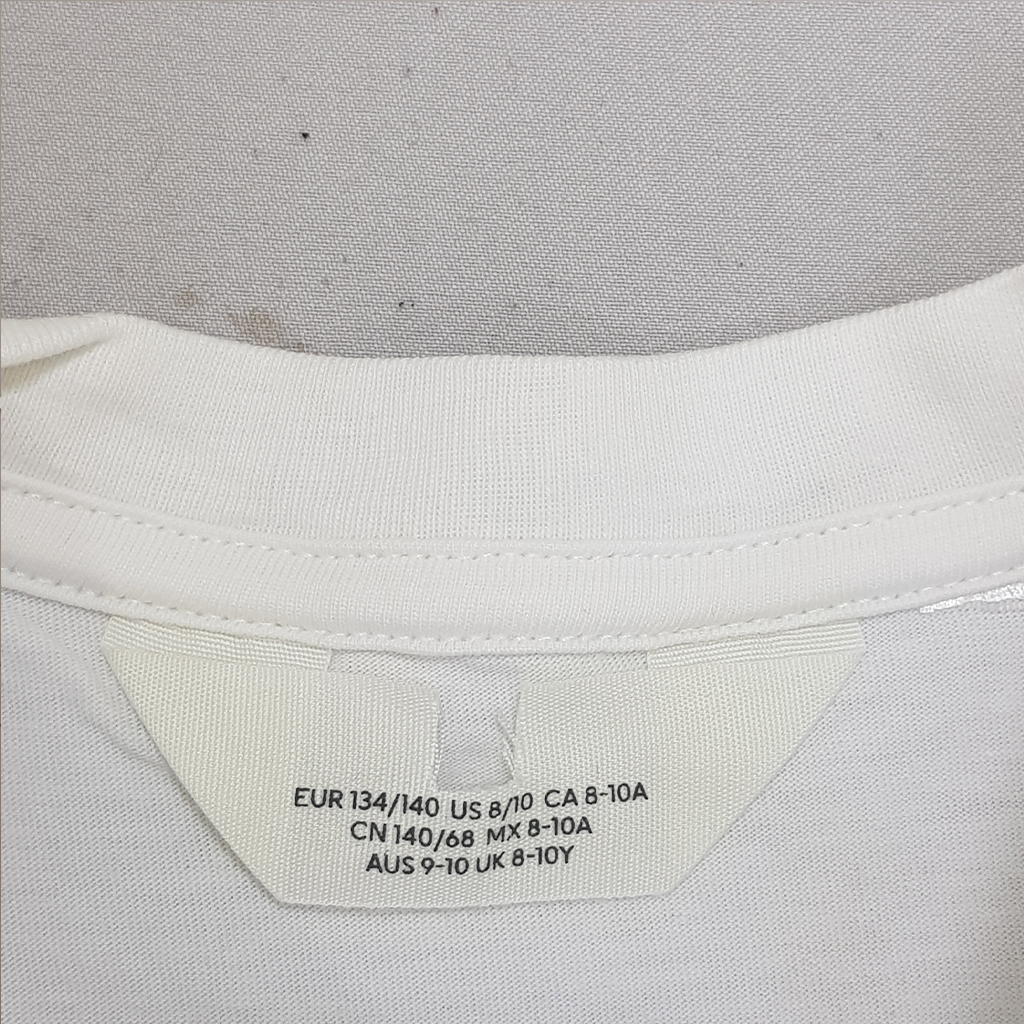 EUR 134/140 US 8/10 CA 8-10A
CN 140/68 MX 8-10A
AUS 9-10 UK 8-10Y